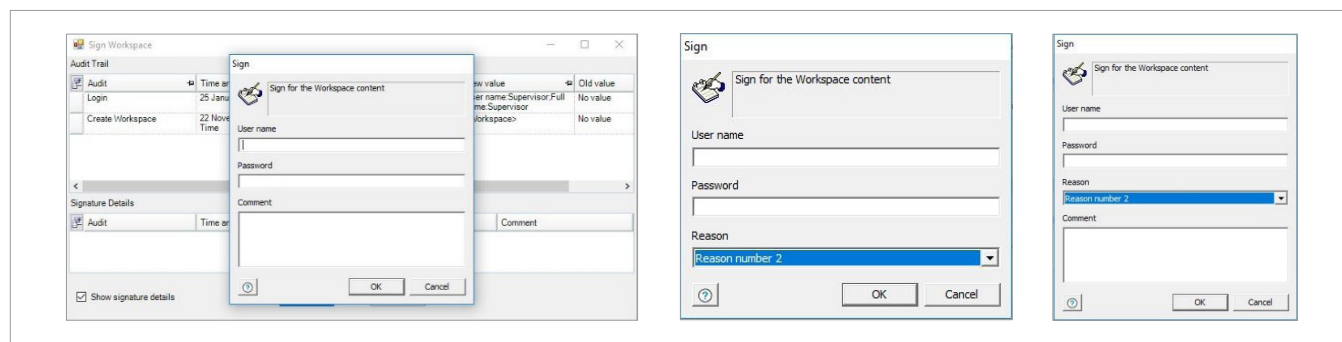 Sign Workspace
Audit Trail
Audit
Time ar
ew value
Old value
Login
25 Janu
er name:Supervisor;Full
me:Supervisor
No value
Create Workspace
22 Nove
Time
orkspace>
No value
Signature Details
Audit
Time ar
Comment
Show signature details
Sign
Sign for the Workspace content
User name
Password
Comment
OK
Cancel
Sign
Sign for the Workspace content
User name
Password
Reason
Reason number 2
OK
Cancel
Sign
Sign for the Workspace content
User name
Password
Reason
Reason number 2
Comment
OK
Cancel